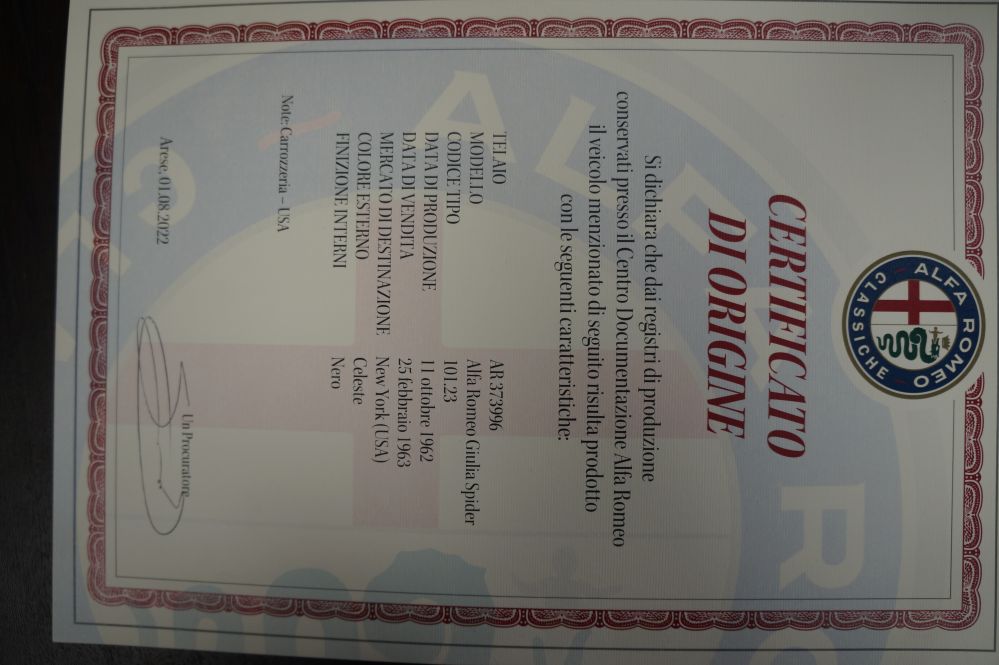 ALFA ROMEO
CLASSICHE
CERTIFICATO
DI ORIGINE
Si dichiara che dai registri di produzione
conservati presso il Centro Documentazione Alfa Romeo
il veicolo menzionato di seguito risulta prodotto
con le seguenti caratteristiche:
TELAIO AR 373996
MODELLO Alfa Romeo Giulia Spider
CODICE TIPO 101.23
DATA DI PRODUZIONE 11 ottobre 1962
DATA DI VENDITA 25 febbraio 1963
MERCATO DI DESTINAZIONE New York (USA)
COLORE ESTERNO Celeste
FINIZIONE INTERNI Nero
Note: Carrozzeria – USA
Arese, 01.08.2022
Un Procuratore